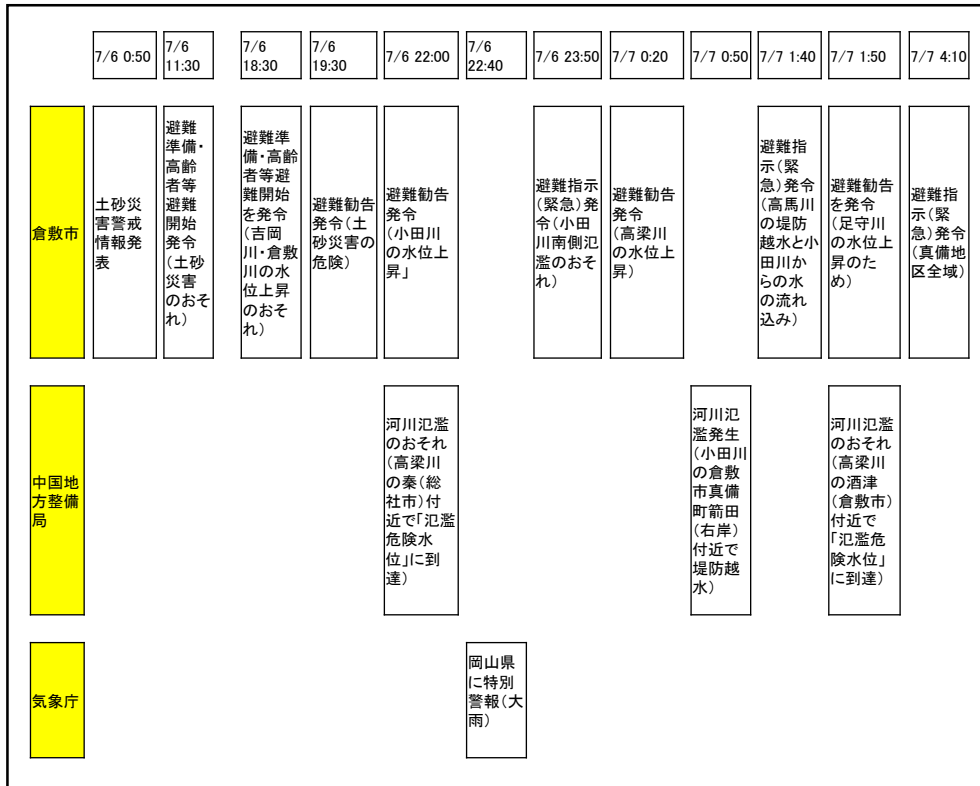 7/6 0:50
7/6
11:30
7/6
18:30
7/6
19:30
7/6 22:00
7/6
22:40
7/6 23:50
7/7 0:20
7/7 0:50
7/7 1:40
7/7 1:50
7/7 4:10
倉敷市
土砂災
害警戒
情報発
表
避難
準備・
高齢
者等
避難
開始
発令
(土砂
災害
のおそ
れ)
避難準
備・高齢
者等避
難開始
を発令
(吉岡
川・倉敷
川の水
位上昇
のおそ
れ)
避難勧告
発令(土
砂災害の
危険)
避難勧告
発令
(小田川
の水位上
昇」
避難指示
(緊急)発
令(小田
川南側氾
濫のおそ
れ)
避難勧告
発令
(高梁川
の水位上
昇)
避難指
示(緊
急)発令
(高馬川
の堤防
越水と小
田川か
らの水
の流れ
込み)
避難勧告
を発令
(足守川
の水位上
昇のた
め)
避難指
示(緊
急)発令
(真備地
区全域)
中国地
方整備
局
河川氾濫
のおそれ
(高梁川
の秦(総
社市)付
近で「氾濫
危険水
位」に到
達)
河川氾
濫発生
(小田川
の倉敷
市真備
町箭田
(右岸)
付近で
堤防越
水)
河川氾濫
のおそれ
(高梁川
の酒津
(倉敷市)
付近で
「氾濫危
険水位」
に到達)
気象庁
岡山県
に特別
警報(大
雨)